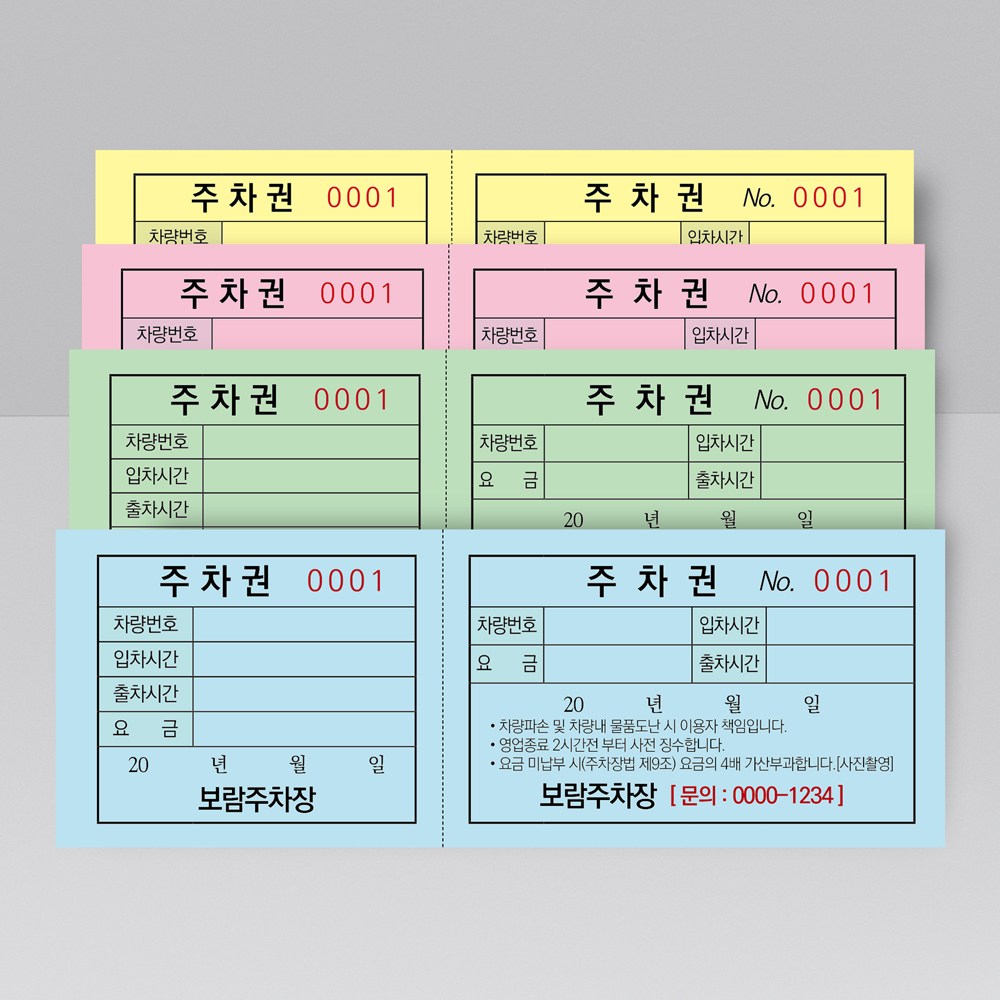 주 차 권 0001 주 차 권 No. 0001
차량번호 차량번호 입차시간
주 차 권 0001 주 차 권 No. 0001
차량번호 차량번호 입차시간
주 차 권 0001 주 차 권 No. 0001
차량번호 차량번호 입차시간
입차시간 요 금 출차시간
출차시간 20 년 월 일
주 차 권 0001
차량번호
입차시간
출차시간
요 금
20 년 월 일
보람주차장
주 차 권 No. 0001
차량번호 입차시간
요 금 출차시간
20 년 월 일
• 차량파손 및 차량내 물품도난 시 이용자 책임입니다.
• 영업종료 2시간전 부터 사전 징수합니다.
• 요금 미납부 시(주차장법 제9조) 요금의 4배 가산부과합니다.[사진촬영]
보람주차장 [ 문의 : 0000-1234 ]